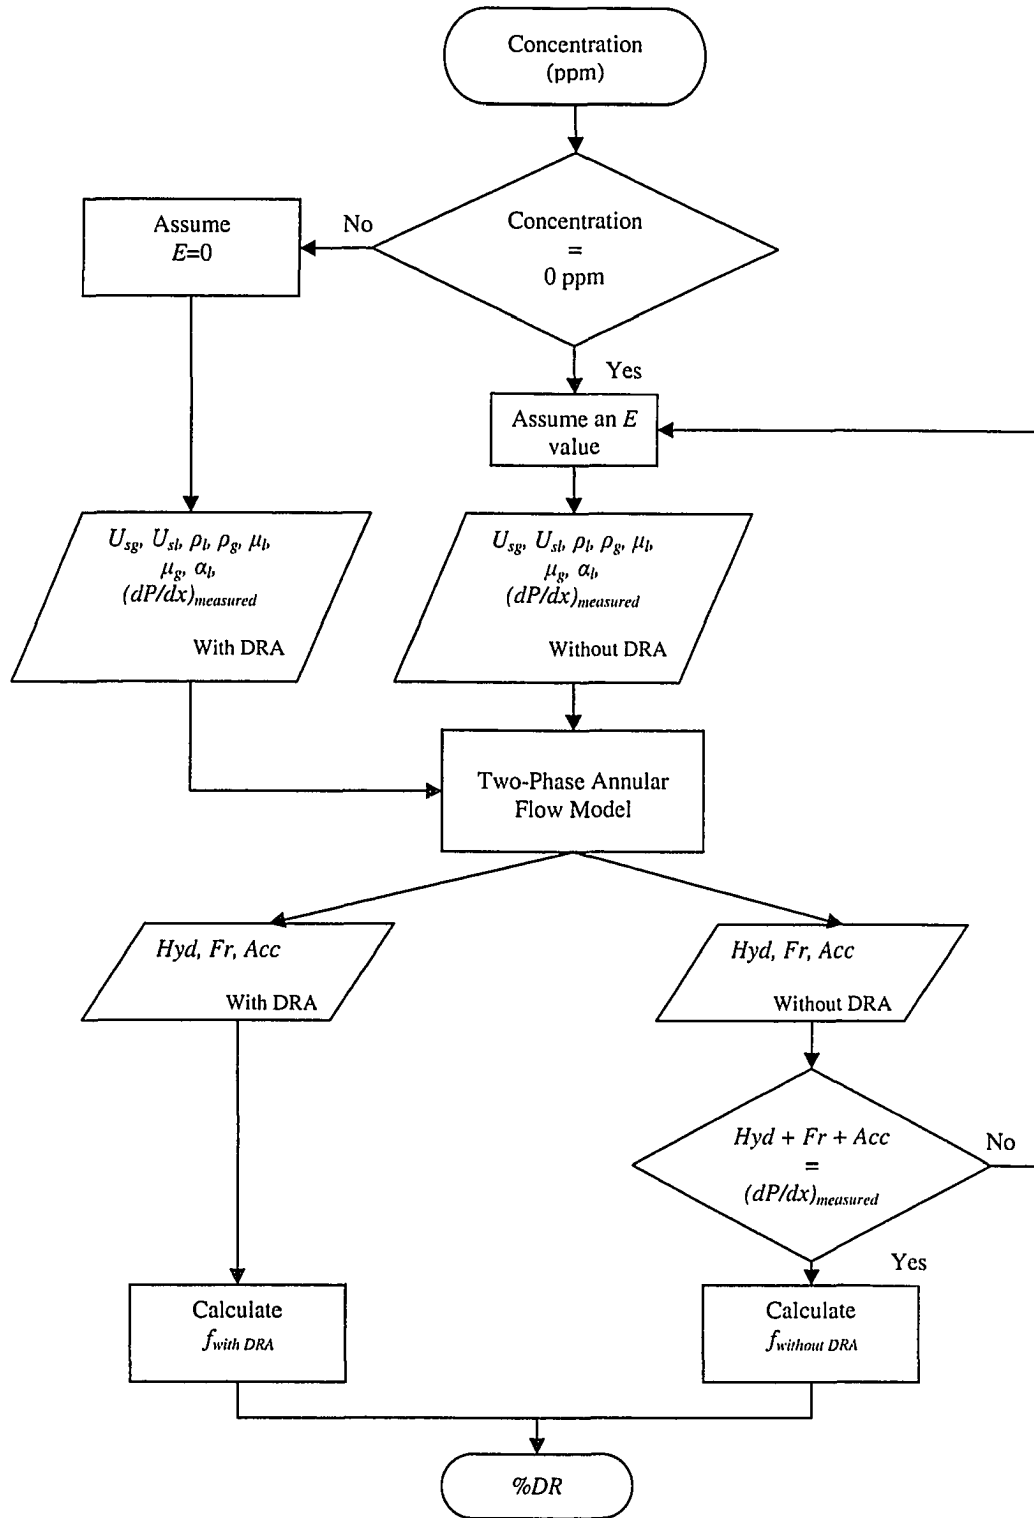 Concentration
(ppm)
Concentration
=
0 ppm
No
Assume
E=0
Yes
Assume an E
value
U_sg, U_sl, ρ_l, ρ_g, μ_l,
μ_g, α_l,
(dP/dx)_measured
With DRA
U_sg, U_sl, ρ_l, ρ_g, μ_l,
μ_g, α_l,
(dP/dx)_measured
Without DRA
Two-Phase Annular
Flow Model
Hyd, Fr, Acc
With DRA
Hyd, Fr, Acc
Without DRA
Hyd + Fr + Acc
=
(dP/dx)_measured
No
Yes
Calculate
f_with DRA
Calculate
f_without DRA
%DR